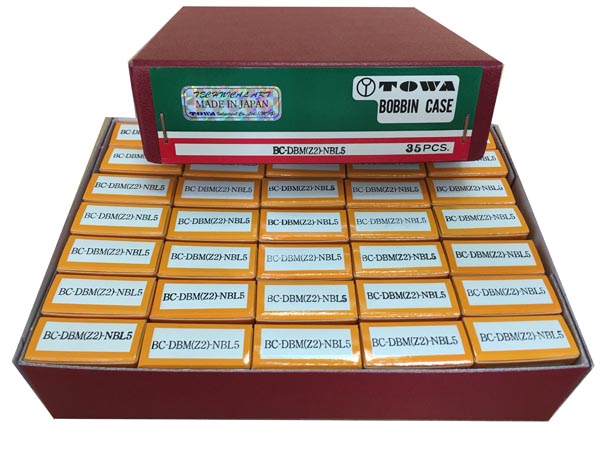 TECHNICAL ART
MADE IN JAPAN
TOWA Industrial Co.,Ltd.
TOWA
BOBBIN CASE
BC-DBM(Z2)-NBL5 35PCS.
BC-DBM(Z2)-NBL5
BC-DBM(Z2)-NBL5 BC-DBM(Z2)-NBL5 BC-DBM(Z2)-NBL5 BC-DBM(Z2)-NBL5 BC-DBM(Z2)-NBL5
BC-DBM(Z2)-NBL5 BC-DBM(Z2)-NBL5 BC-DBM(Z2)-NBL5 BC-DBM(Z2)-NBL5 BC-DBM(Z2)-NBL5
BC-DBM(Z2)-NBL5 BC-DBM(Z2)-NBL5 BC-DBM(Z2)-NBL5 BC-DBM(Z2)-NBL5 BC-DBM(Z2)-NBL5
BC-DBM(Z2)-NBL5 BC-DBM(Z2)-NBL5 BC-DBM(Z2)-NBL5 BC-DBM(Z2)-NBL5 BC-DBM(Z2)-NBL5
BC-DBM(Z2)-NBL5 BC-DBM(Z2)-NBL5 BC-DBM(Z2)-NBL5 BC-DBM(Z2)-NBL5 BC-DBM(Z2)-NBL5